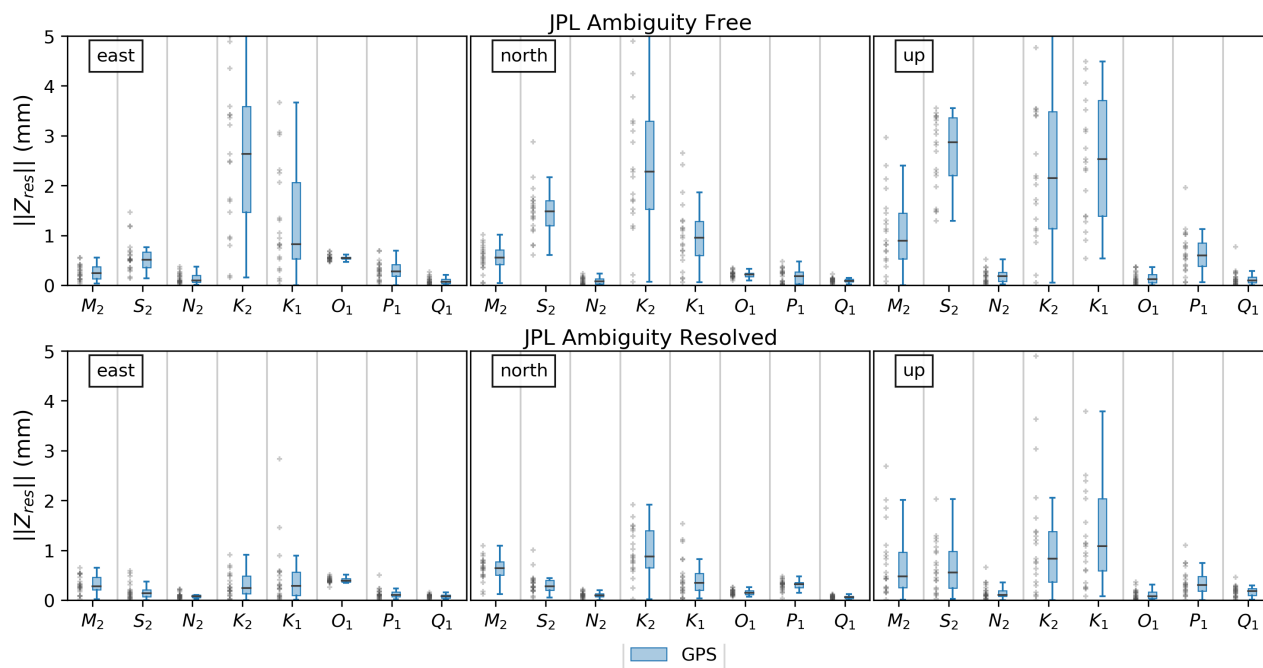 JPL Ambiguity Free
east
north
up
||Z_res|| (mm)
5
4
3
2
1
0
M₂ S₂ N₂ K₂ K₁ O₁ P₁ Q₁ M₂ S₂ N₂ K₂ K₁ O₁ P₁ Q₁ M₂ S₂ N₂ K₂ K₁ O₁ P₁ Q₁
JPL Ambiguity Resolved
east
north
up
||Z_res|| (mm)
5
4
3
2
1
0
M₂ S₂ N₂ K₂ K₁ O₁ P₁ Q₁ M₂ S₂ N₂ K₂ K₁ O₁ P₁ Q₁ M₂ S₂ N₂ K₂ K₁ O₁ P₁ Q₁
GPS